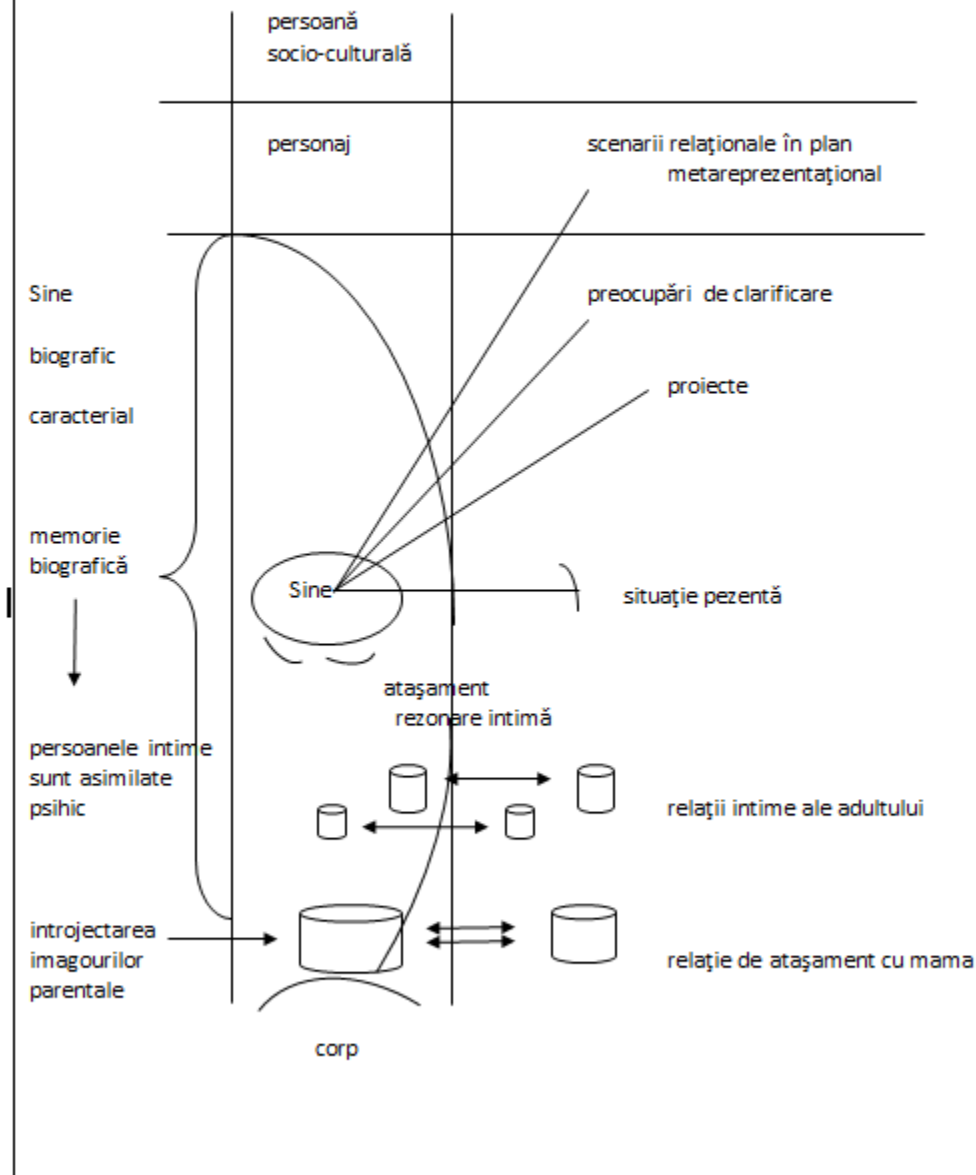 persoană
socio-culturală
personaj
scenarii relaţionale în plan
metareprezentaţional
Sine
preocupări de clarificare
biografic
proiecte
caracterial
memorie
biografică
Sine
situaţie pezentă
ataşament
rezonare intimă
persoanele intime
sunt asimilate
psihic
relaţii intime ale adultului
introjectarea
imagourilor
parentale
relaţie de ataşament cu mama
corp